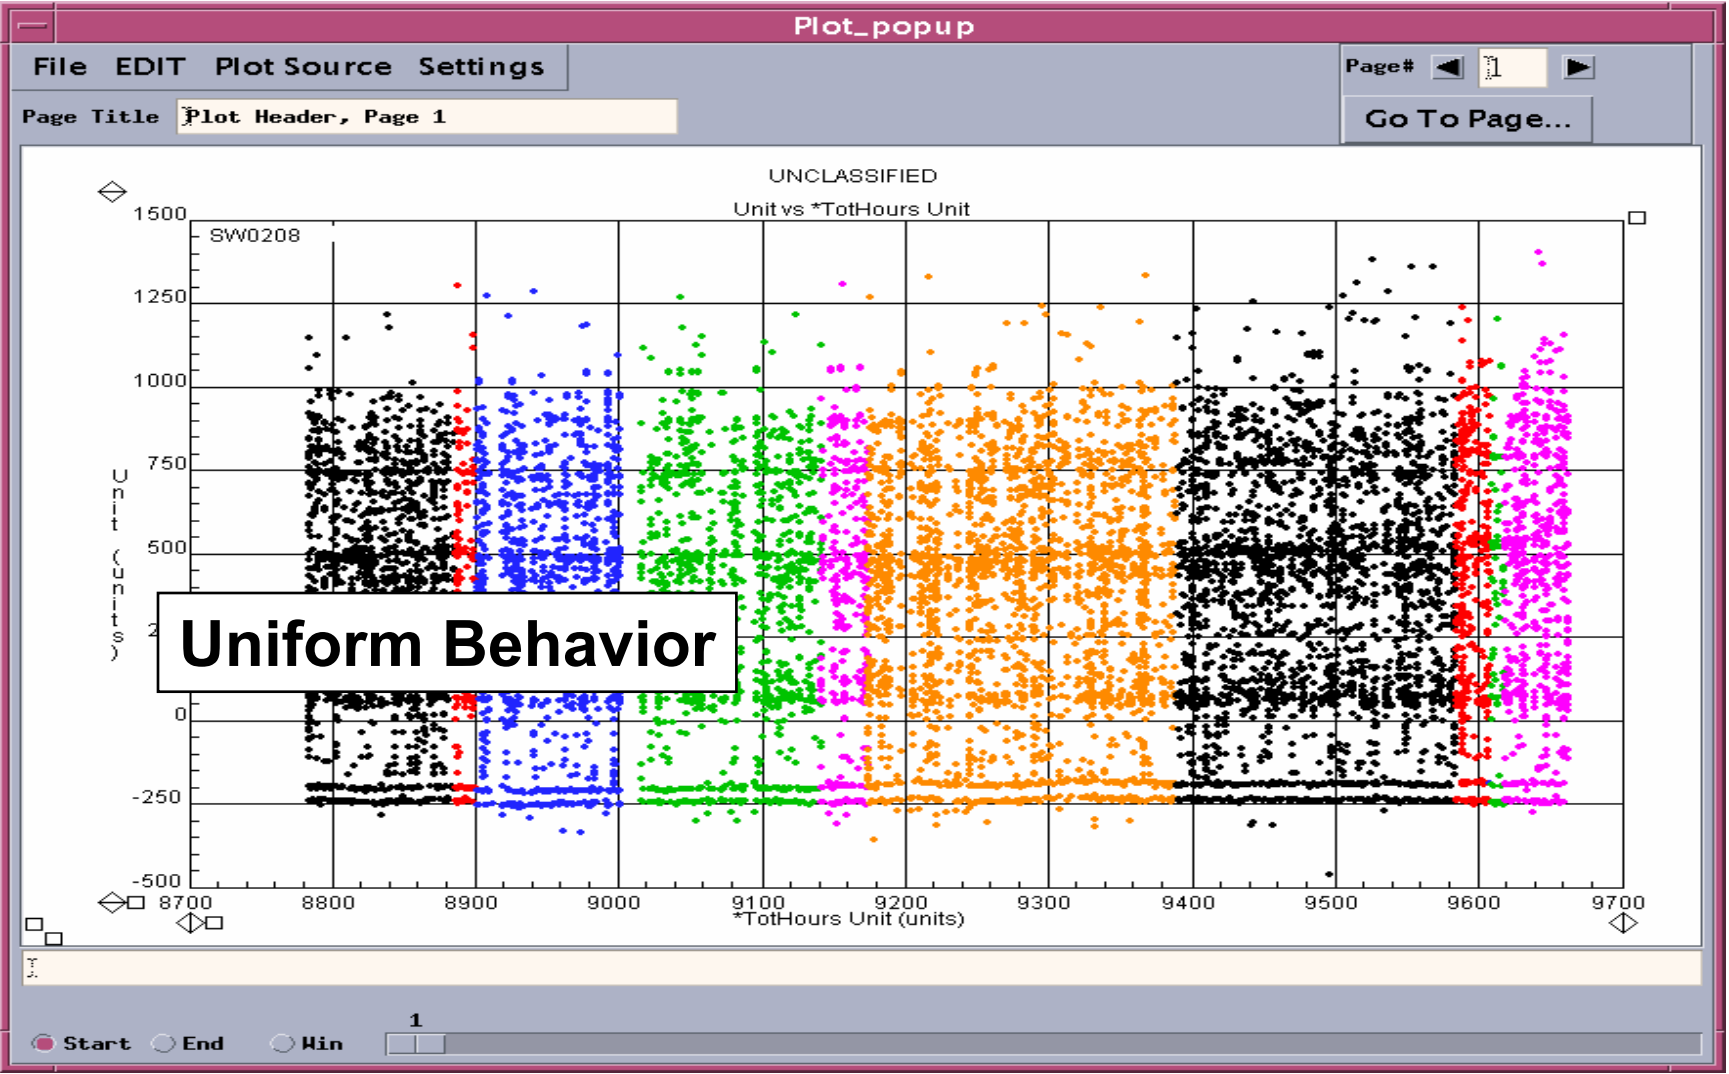 Plot_popup
File EDIT Plot Source Settings
Page# 1
Page Title Plot Header, Page 1
Go To Page...
UNCLASSIFIED
Unit vs *TotHours Unit
SW0208
1500
1250
1000
750
500
2
0
-250
-500
Unit (units)
Uniform Behavior
8700 8800 8900 9000 9100 9200 9300 9400 9500 9600 9700
*TotHours Unit (units)
1
Start End Win